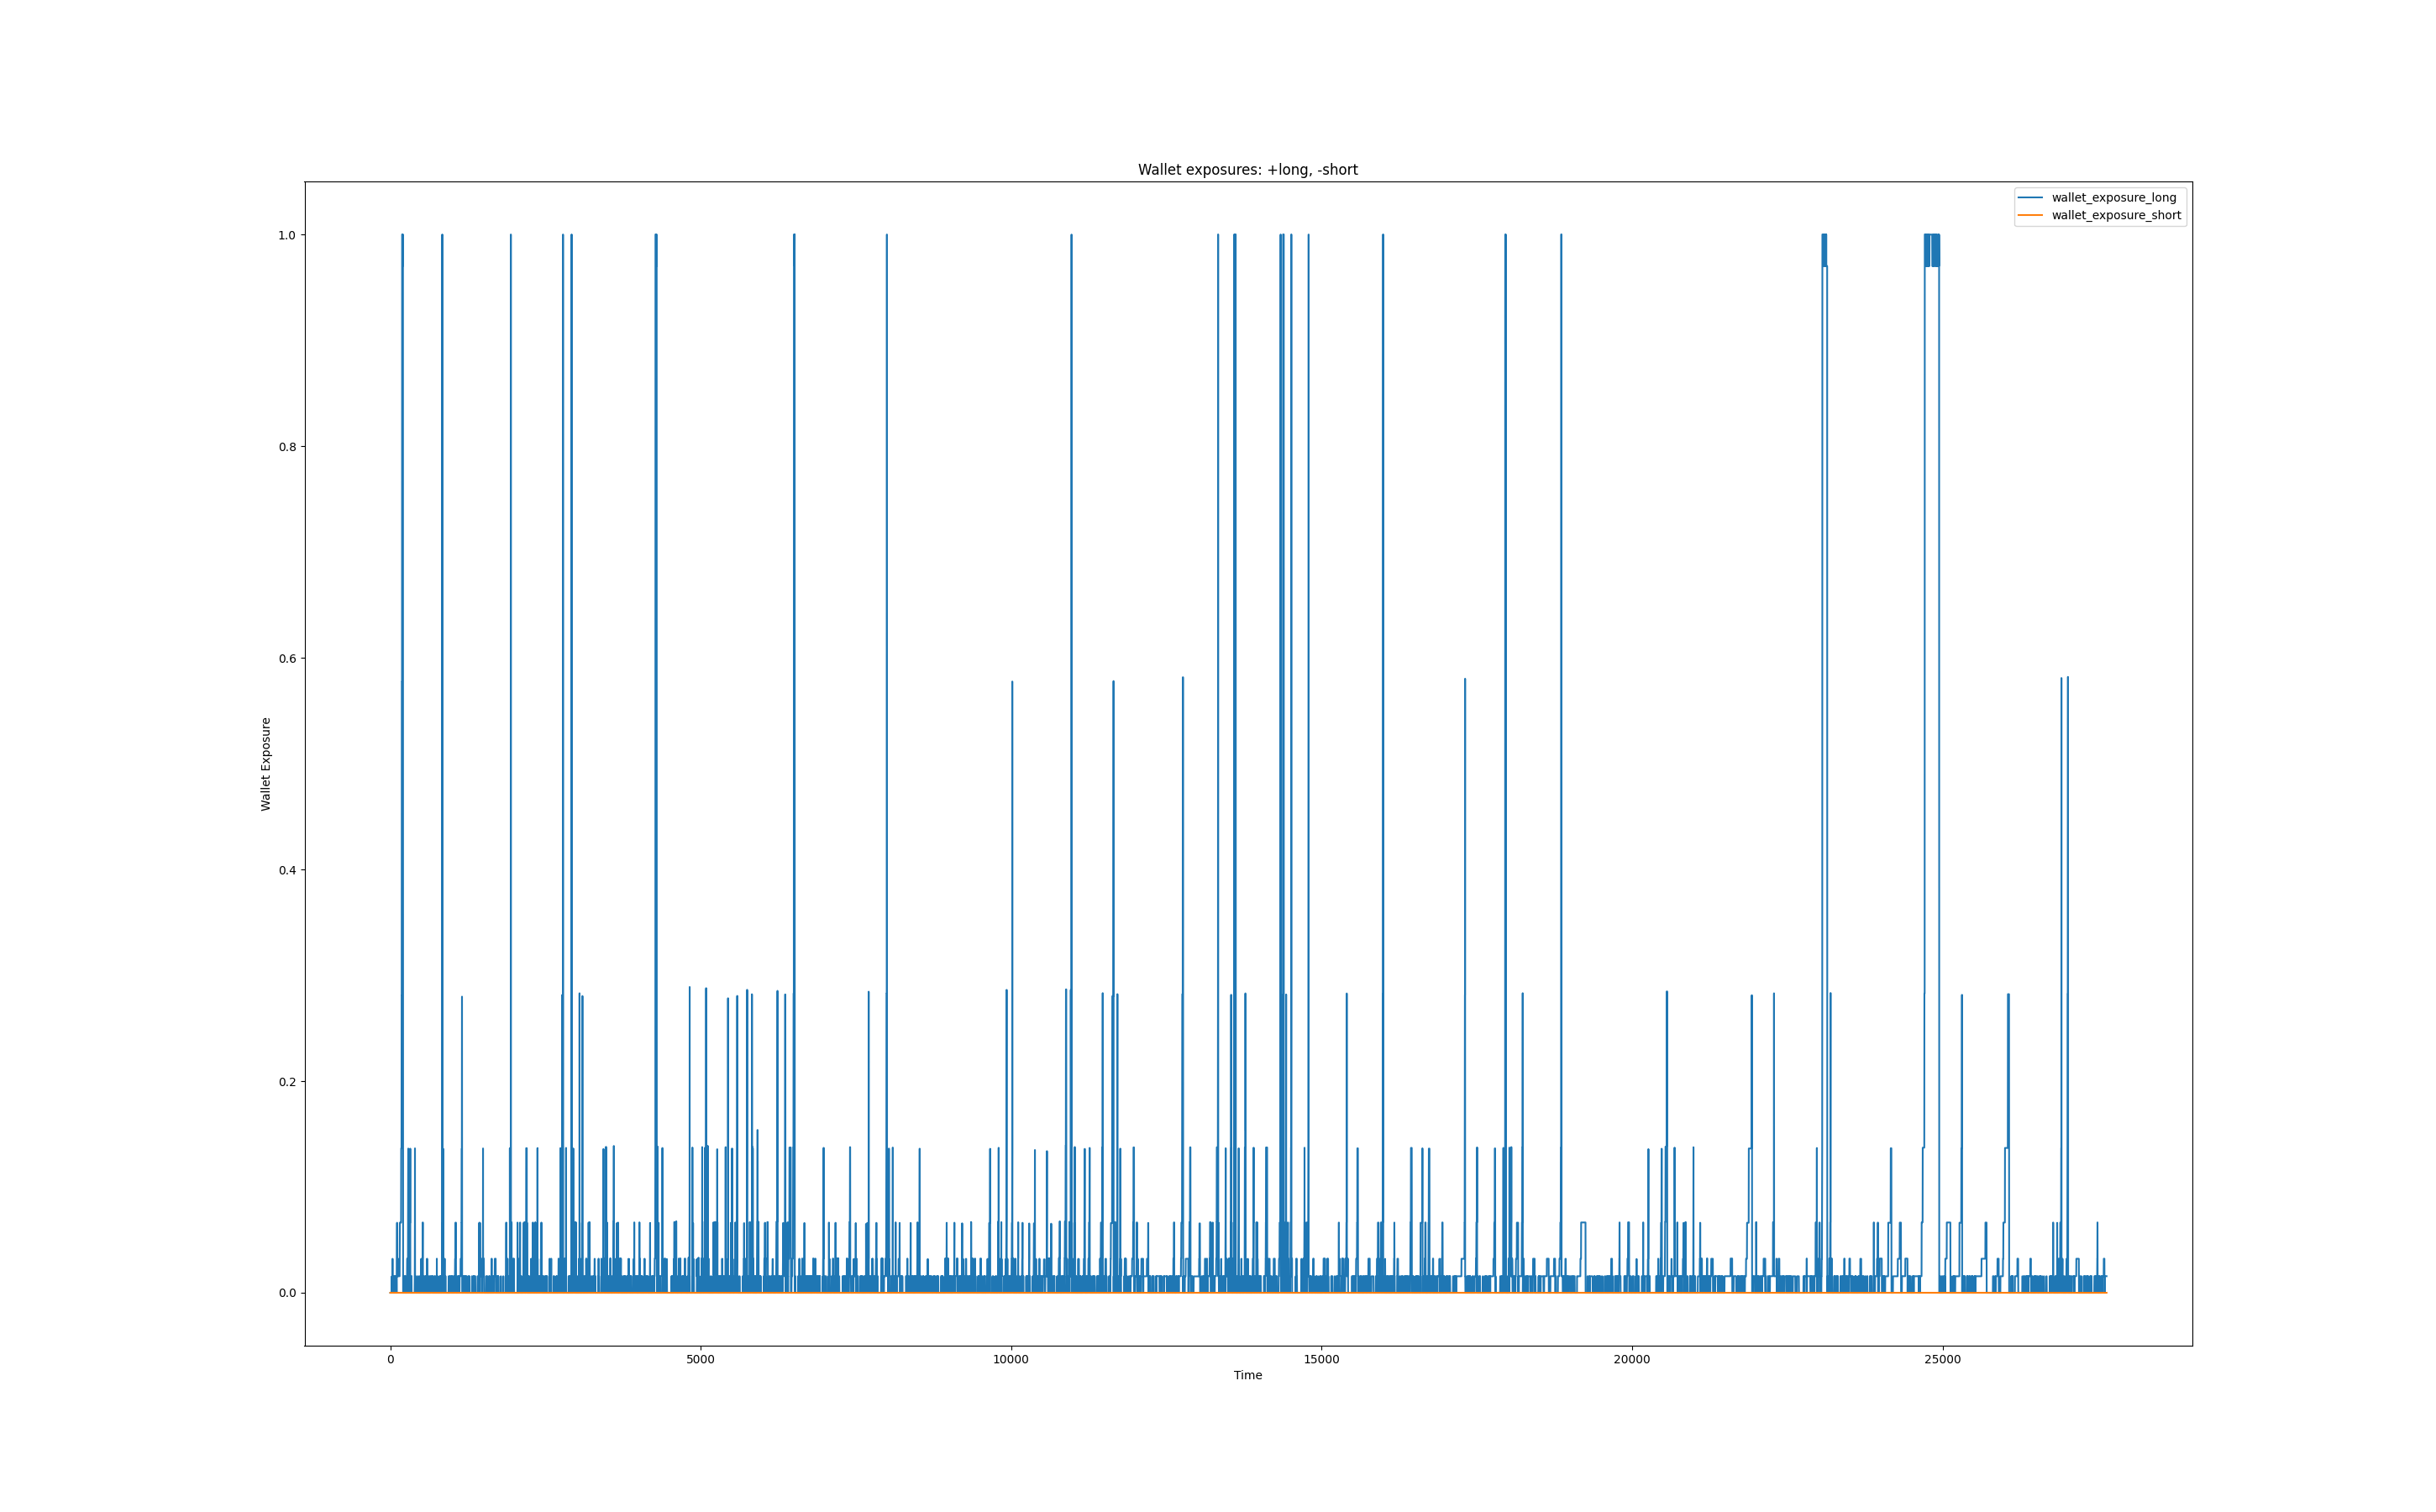 Wallet exposures: +long, -short
wallet_exposure_long
wallet_exposure_short
1.0
0.8
0.6
0.4
0.2
0.0
Wallet Exposure
0 5000 10000 15000 20000 25000
Time